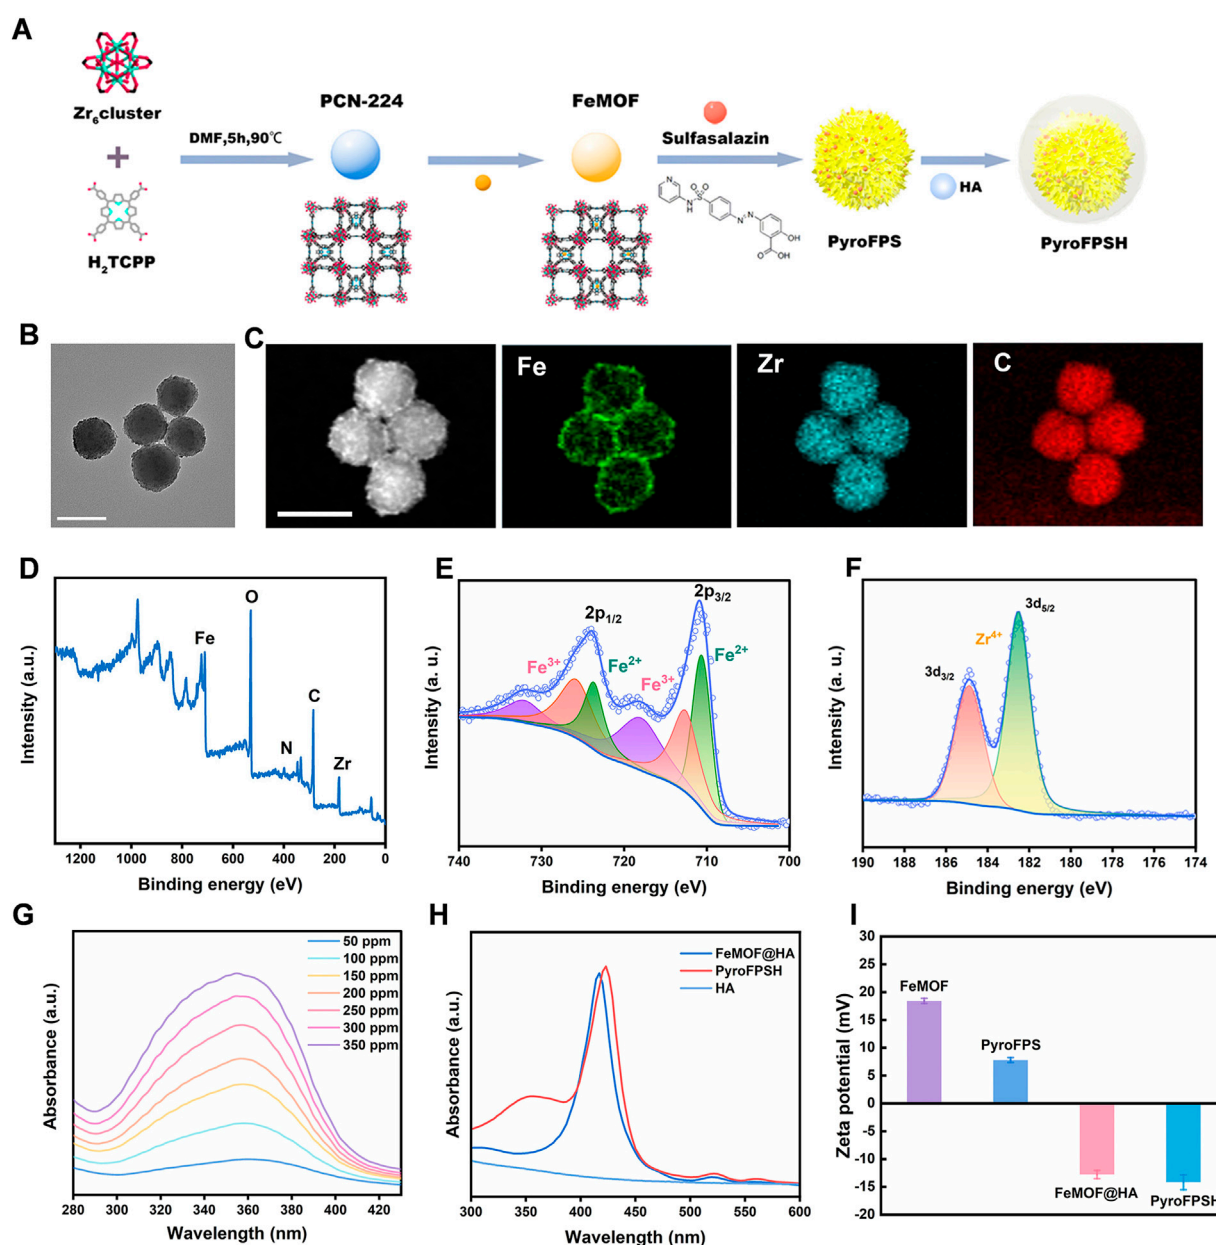 A
Zr6cluster
H2TCPP
DMF,5h,90℃
PCN-224
FeMOF
Sulfasalazin
N
N
H
O
O
S
N
N
OH
O
OH
PyroFPS
HA
PyroFPSH
B
C
Fe
Zr
C
D
Intensity (a.u.)
Fe
O
N
C
Zr
1200 1000 800 600 400 200 0
Binding energy (eV)
E
Intensity (a. u.)
2p1/2
2p3/2
Fe3+
Fe2+
Fe3+
Fe2+
740 730 720 710 700
Binding energy (eV)
F
Intensity (a. u.)
3d5/2
Zr4+
3d3/2
190 188 186 184 182 180 178 176 174
Binding energy (eV)
G
Absorbance (a.u.)
50 ppm
100 ppm
150 ppm
200 ppm
250 ppm
300 ppm
350 ppm
280 300 320 340 360 380 400 420
Wavelength (nm)
H
Absorbance (a.u.)
FeMOF@HA
PyroFPSH
HA
300 350 400 450 500 550 600
Wavelength (nm)
I
Zeta potential (mV)
30
25
20
15
10
5
0
-5
-10
-15
-20
FeMOF
PyroFPS
FeMOF@HA
PyroFPSH